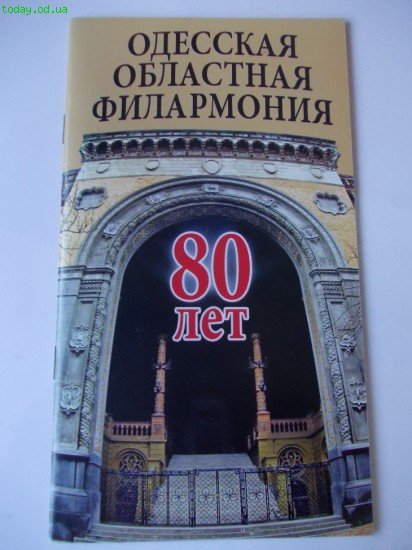 today.od.ua
ОДЕССКАЯ
ОБЛАСТНАЯ
ФИЛАРМОНИЯ
80
лет